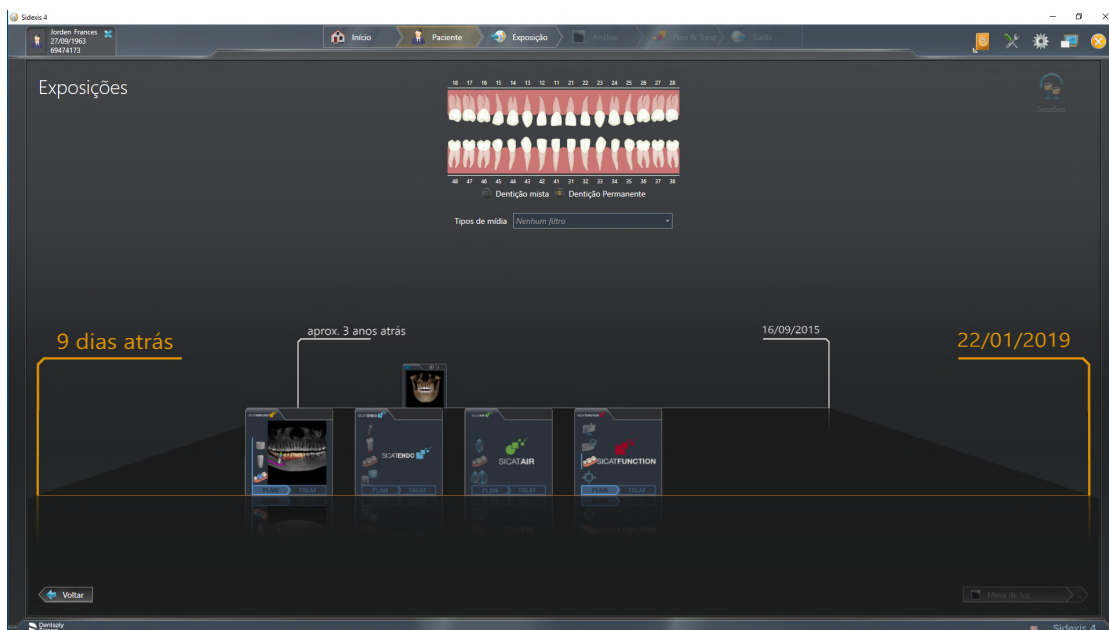 Sidexis 4
Jorden Frances
27/09/1963
69474173
Início
Paciente
Exposição
Análise
Plan & Treat
Saída
Exposições
Sessões
18 17 16 15 14 13 12 11 21 22 23 24 25 26 27 28
48 47 46 45 44 43 42 41 31 32 33 34 35 36 37 38
Dentição mista Dentição Permanente
Tipos de mídia Nenhum filtro
9 dias atrás
aprox. 3 anos atrás
16/09/2015
22/01/2019
SICATENDO
SICATAIR
SICATFUNCTION
PLAN TREAT
PLAN TREAT
PLAN TREAT
PLAN TREAT
Voltar
Mesa de luz
Dentsply
Sidexis 4